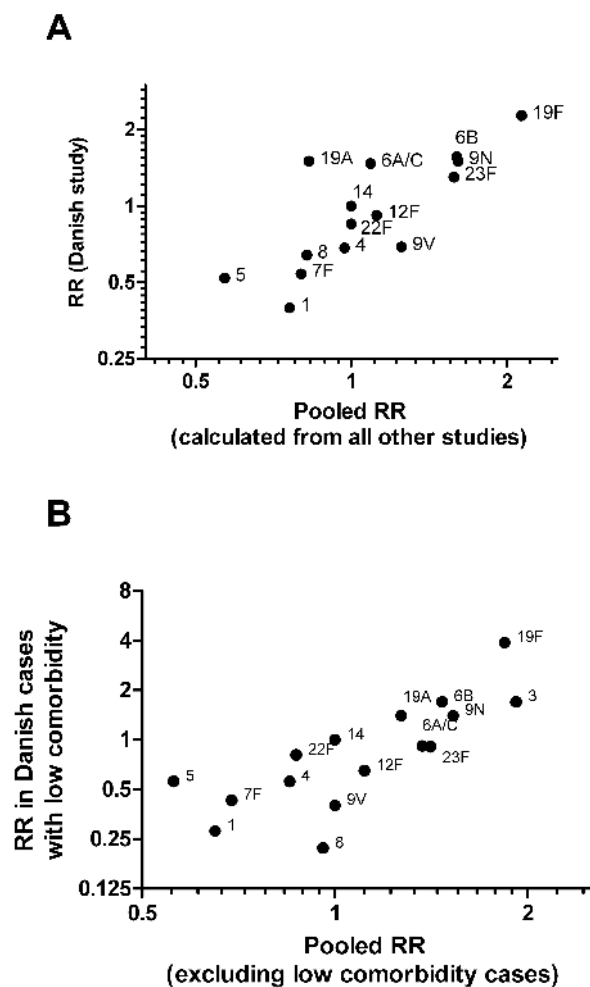 A
2
1
0.5
0.25
RR (Danish study)
19F
6B
19A
6A/C
9N
23F
14
12F
22F
8
4
9V
5
7F
1
0.5
1
2
Pooled RR
(calculated from all other studies)
B
8
4
2
1
0.5
0.25
0.125
RR in Danish cases
with low comorbidity
19F
19A
6B
3
9N
6A/C
14
22F
23F
12F
5
4
7F
9V
1
8
0.5
1
2
Pooled RR
(excluding low comorbidity cases)